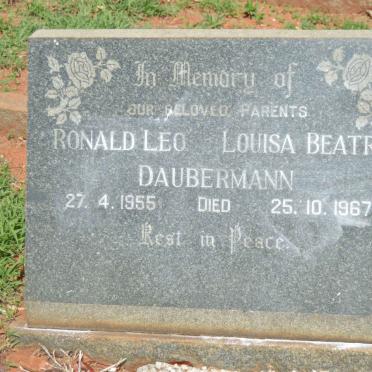 In Memory of
OUR BELOVED PARENTS
RONALD LEO LOUISA BEATR
DAUBERMANN
27. 4. 1955 DIED 25. 10. 1967
Rest in Peace.